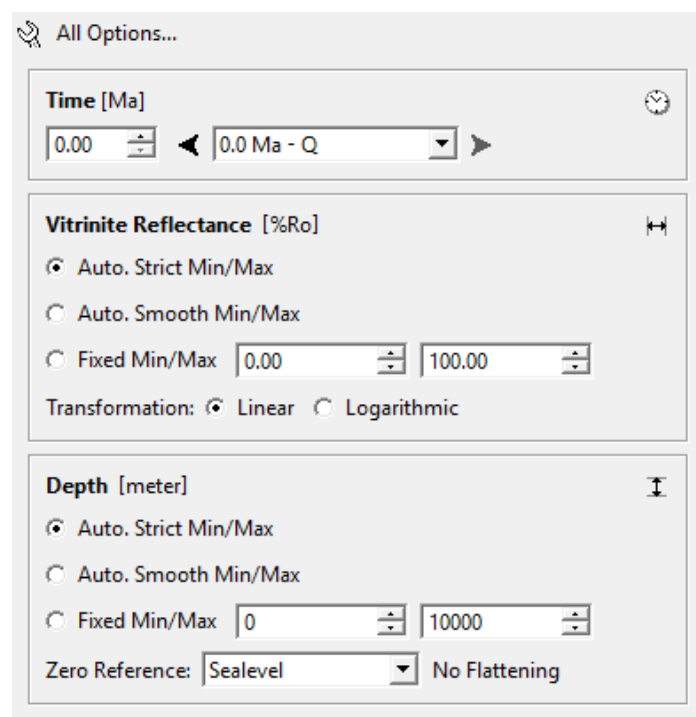 All Options...
Time [Ma]
0.00 0.0 Ma - Q
Vitrinite Reflectance [%Ro]
Auto. Strict Min/Max
Auto. Smooth Min/Max
Fixed Min/Max 0.00 100.00
Transformation: Linear Logarithmic
Depth [meter]
Auto. Strict Min/Max
Auto. Smooth Min/Max
Fixed Min/Max 0 10000
Zero Reference: Sealevel No Flattening